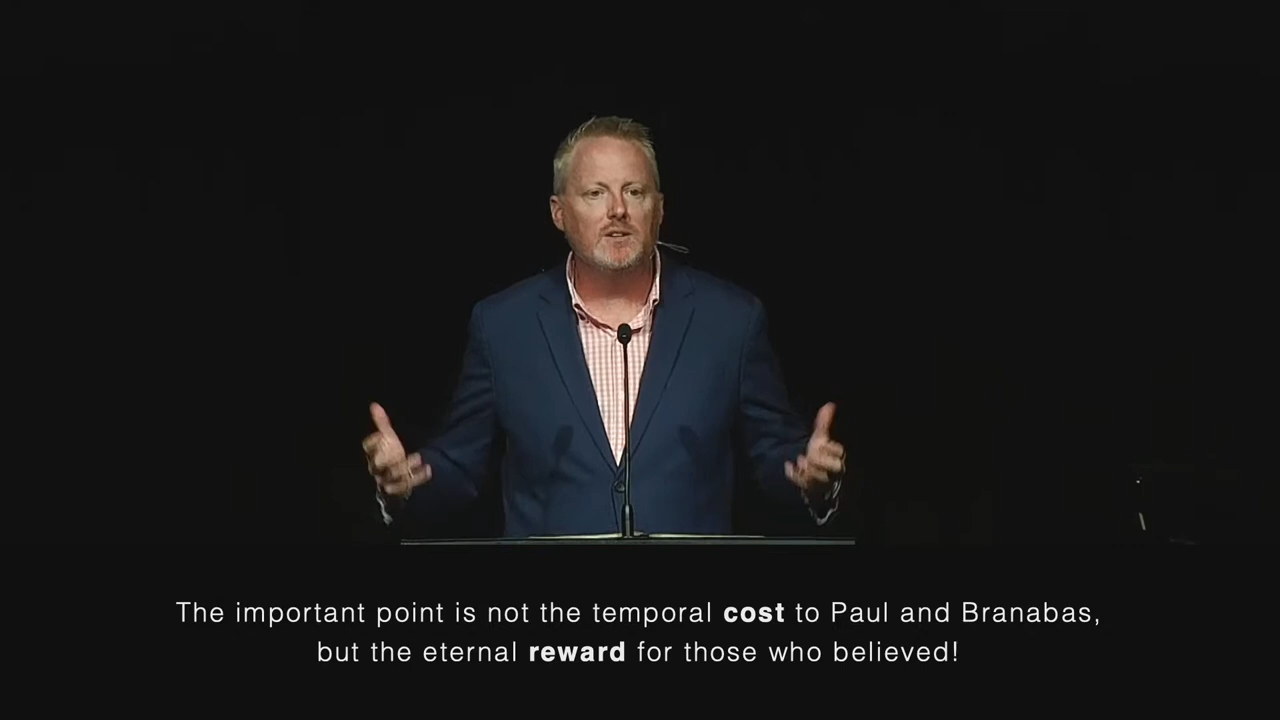 The important point is not the temporal cost to Paul and Branabas,
but the eternal reward for those who believed!